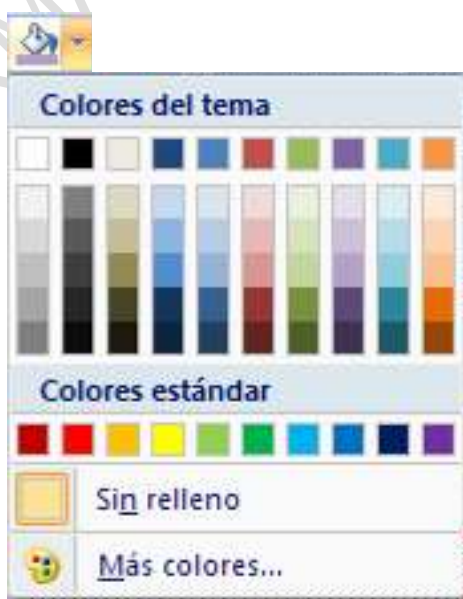 Colores del tema
Colores estándar
Sin relleno
Más colores...